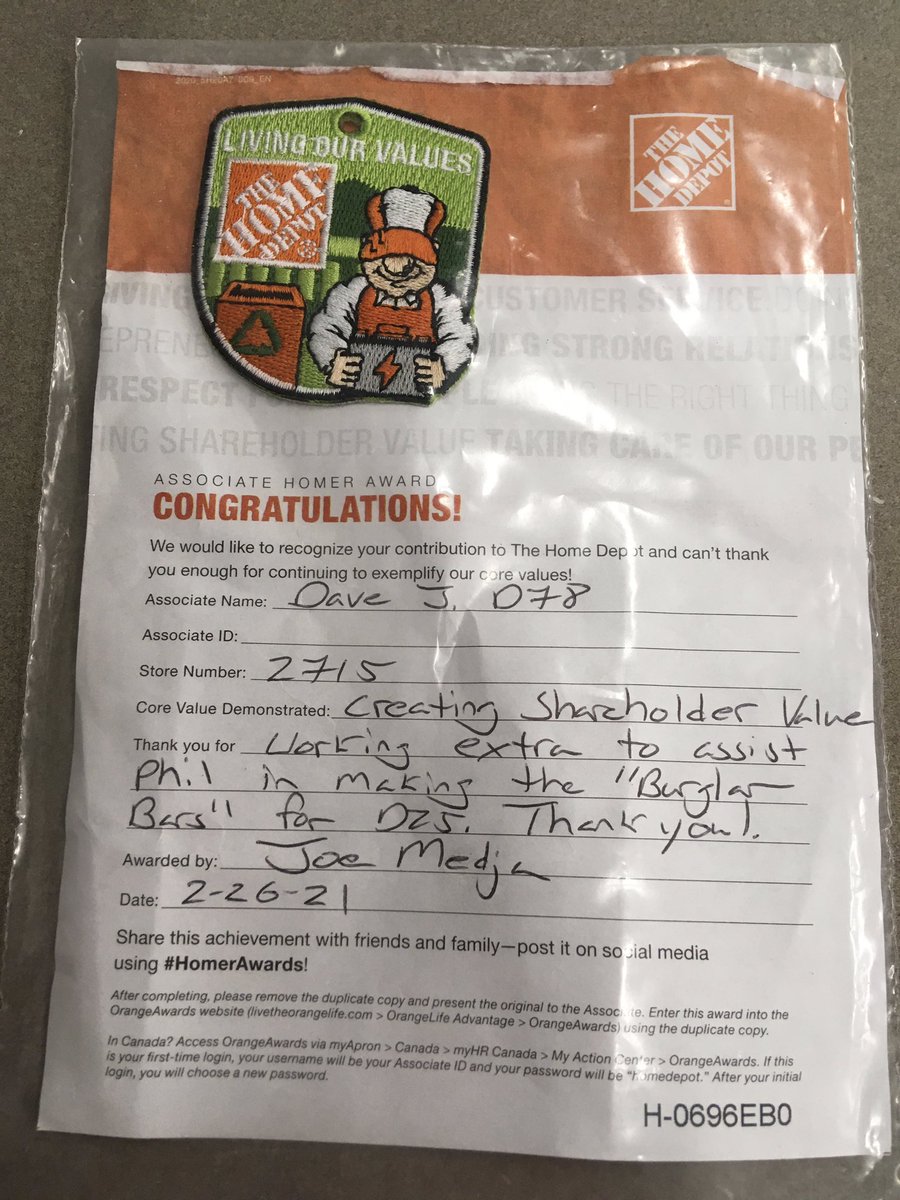 LIVING OUR VALUES
THE HOME DEPOT
THE HOME DEPOT
CUSTOMER SERVICE
STRONG
RESPECT THE RIGHT THING
SHAREHOLDER VALUE TAKING CARE OF OUR
ASSOCIATE HOMER AWARD
CONGRATULATIONS!
We would like to recognize your contribution to The Home Depot and can't thank
you enough for continuing to exemplify our core values!
Associate Name: Dave J. D78
Associate ID:
Store Number: 2715
Core Value Demonstrated: Creating Shareholder Value
Thank you for Working extra to assist
Phil in making the "Burglar
Bars" for D25. Thank you!
Awarded by: Joe Medja
Date: 2-26-21
Share this achievement with friends and family—post it on social media
using #HomerAwards!
After completing, please remove the duplicate copy and present the original to the Associate. Enter this award into the
OrangeAwards website (livetheorangelife.com > OrangeLife Advantage > OrangeAwards) using the duplicate copy.
In Canada? Access OrangeAwards via myApron > Canada > myHR Canada > My Action Center > OrangeAwards. If this
is your first-time login, your username will be your Associate ID and your password will be "homedepot." After your initial
login, you will choose a new password.
H-0696EB0